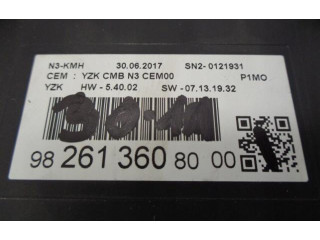 N3-KMH 30.06.2017 SN2- 0121931
CEM : YZK CMB N3 CEM00 P1MO
YZK HW - 5.40.02 SW - 07.13.19.32
98 261 360 80 00